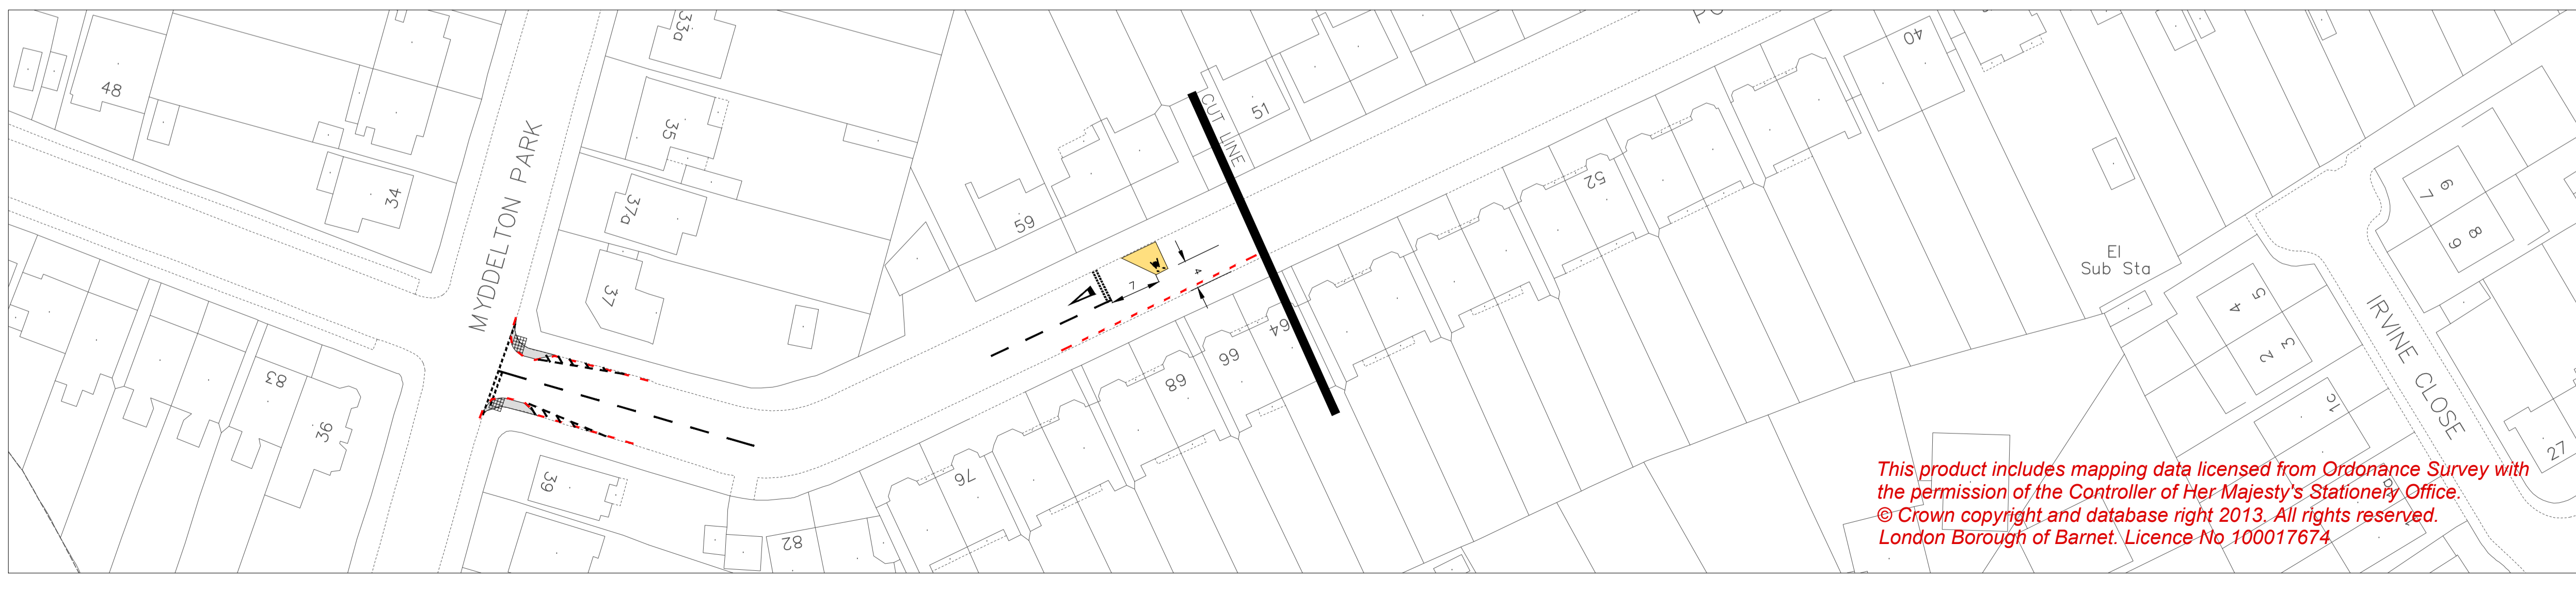 48
33a
MYDDELTON PARK
35
34
37a
37
83
36
39
82
76
59
CUT LINE
51
7
4
64
66
68
52
40
El
Sub Sta
6
7
8
9
5
4
3
2
1c
IRVINE CLOSE
27
This product includes mapping data licensed from Ordonance Survey with
the permission of the Controller of Her Majesty's Stationery Office.
© Crown copyright and database right 2013. All rights reserved.
London Borough of Barnet. Licence No 100017674